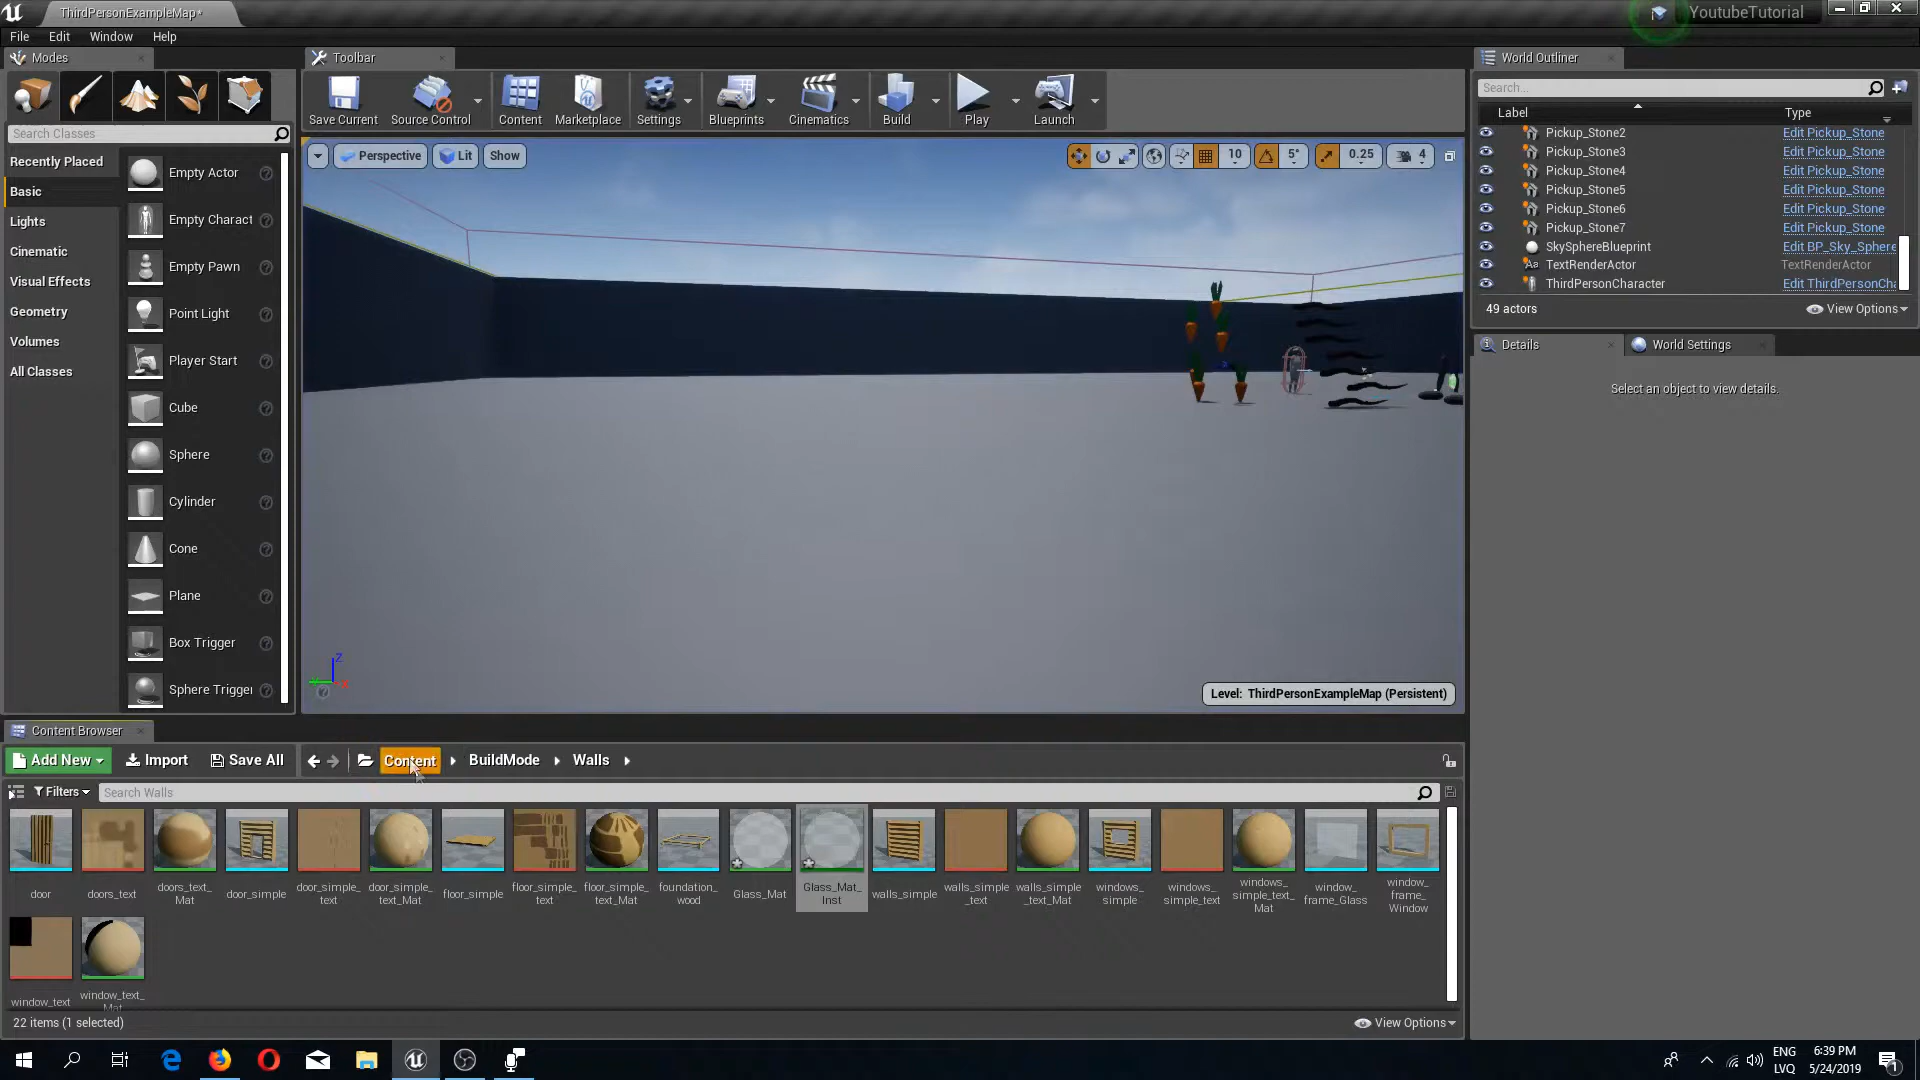 ThirdPersonExampleMap*
YoutubeTutorial
File Edit Window Help
Modes
Toolbar
World Outliner
Save Current
Source Control
Content
Marketplace
Settings
Blueprints
Cinematics
Build
Play
Launch
Search...
Label Type
Search Classes
Recently Placed
Basic
Lights
Cinematic
Visual Effects
Geometry
Volumes
All Classes
Empty Actor
Empty Charact
Empty Pawn
Point Light
Player Start
Cube
Sphere
Cylinder
Cone
Plane
Box Trigger
Sphere Trigger
Perspective Lit Show
10 5° 0.25 4
Pickup_Stone2 Edit Pickup_Stone
Pickup_Stone3 Edit Pickup_Stone
Pickup_Stone4 Edit Pickup_Stone
Pickup_Stone5 Edit Pickup_Stone
Pickup_Stone6 Edit Pickup_Stone
Pickup_Stone7 Edit Pickup_Stone
SkySphereBlueprint Edit BP_Sky_Sphere
Aa TextRenderActor TextRenderActor
ThirdPersonCharacter Edit ThirdPersonCha
49 actors View Options
Details
World Settings
Select an object to view details.
Z
Level: ThirdPersonExampleMap (Persistent)
Content Browser
Add New Import Save All Content BuildMode Walls
Filters Search Walls
door
doors_text
doors_text_
Mat
door_simple
door_simple_
text
door_simple_
text_Mat
floor_simple
floor_simple_
text
floor_simple_
text_Mat
foundation_
wood
Glass_Mat
Glass_Mat_
Inst
walls_simple
walls_simple
_text
walls_simple
_text_Mat
windows_
simple
windows_
simple_text
windows_
simple_text_
Mat
window_
frame_Glass
window_
frame_
Window
window_text
window_text_
Mat
22 items (1 selected)
View Options
ENG
LVQ
6:39 PM
5/24/2019
1